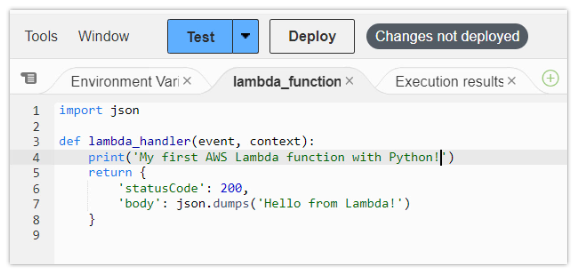 Tools Window Test Deploy Changes not deployed
Environment Vari × lambda_function × Execution results ×
1 import json
2
3 def lambda_handler(event, context):
4     print('My first AWS Lambda function with Python!')
5     return {
6         'statusCode': 200,
7         'body': json.dumps('Hello from Lambda!')
8     }
9